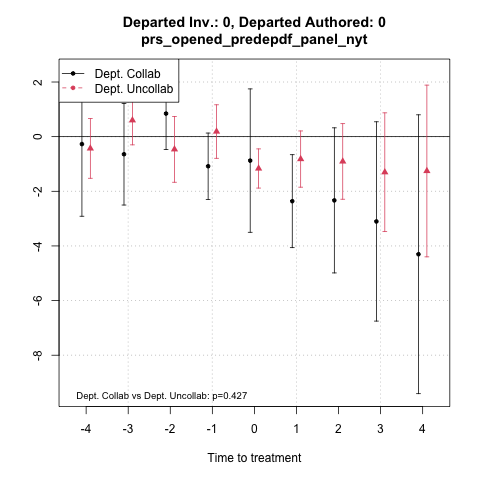 Departed Inv.: 0, Departed Authored: 0
prs_opened_predepdf_panel_nyt
Dept. Collab
Dept. Uncollab
2
0
-2
-4
-6
-8
Dept. Collab vs Dept. Uncollab: p=0.427
-4 -3 -2 -1 0 1 2 3 4
Time to treatment